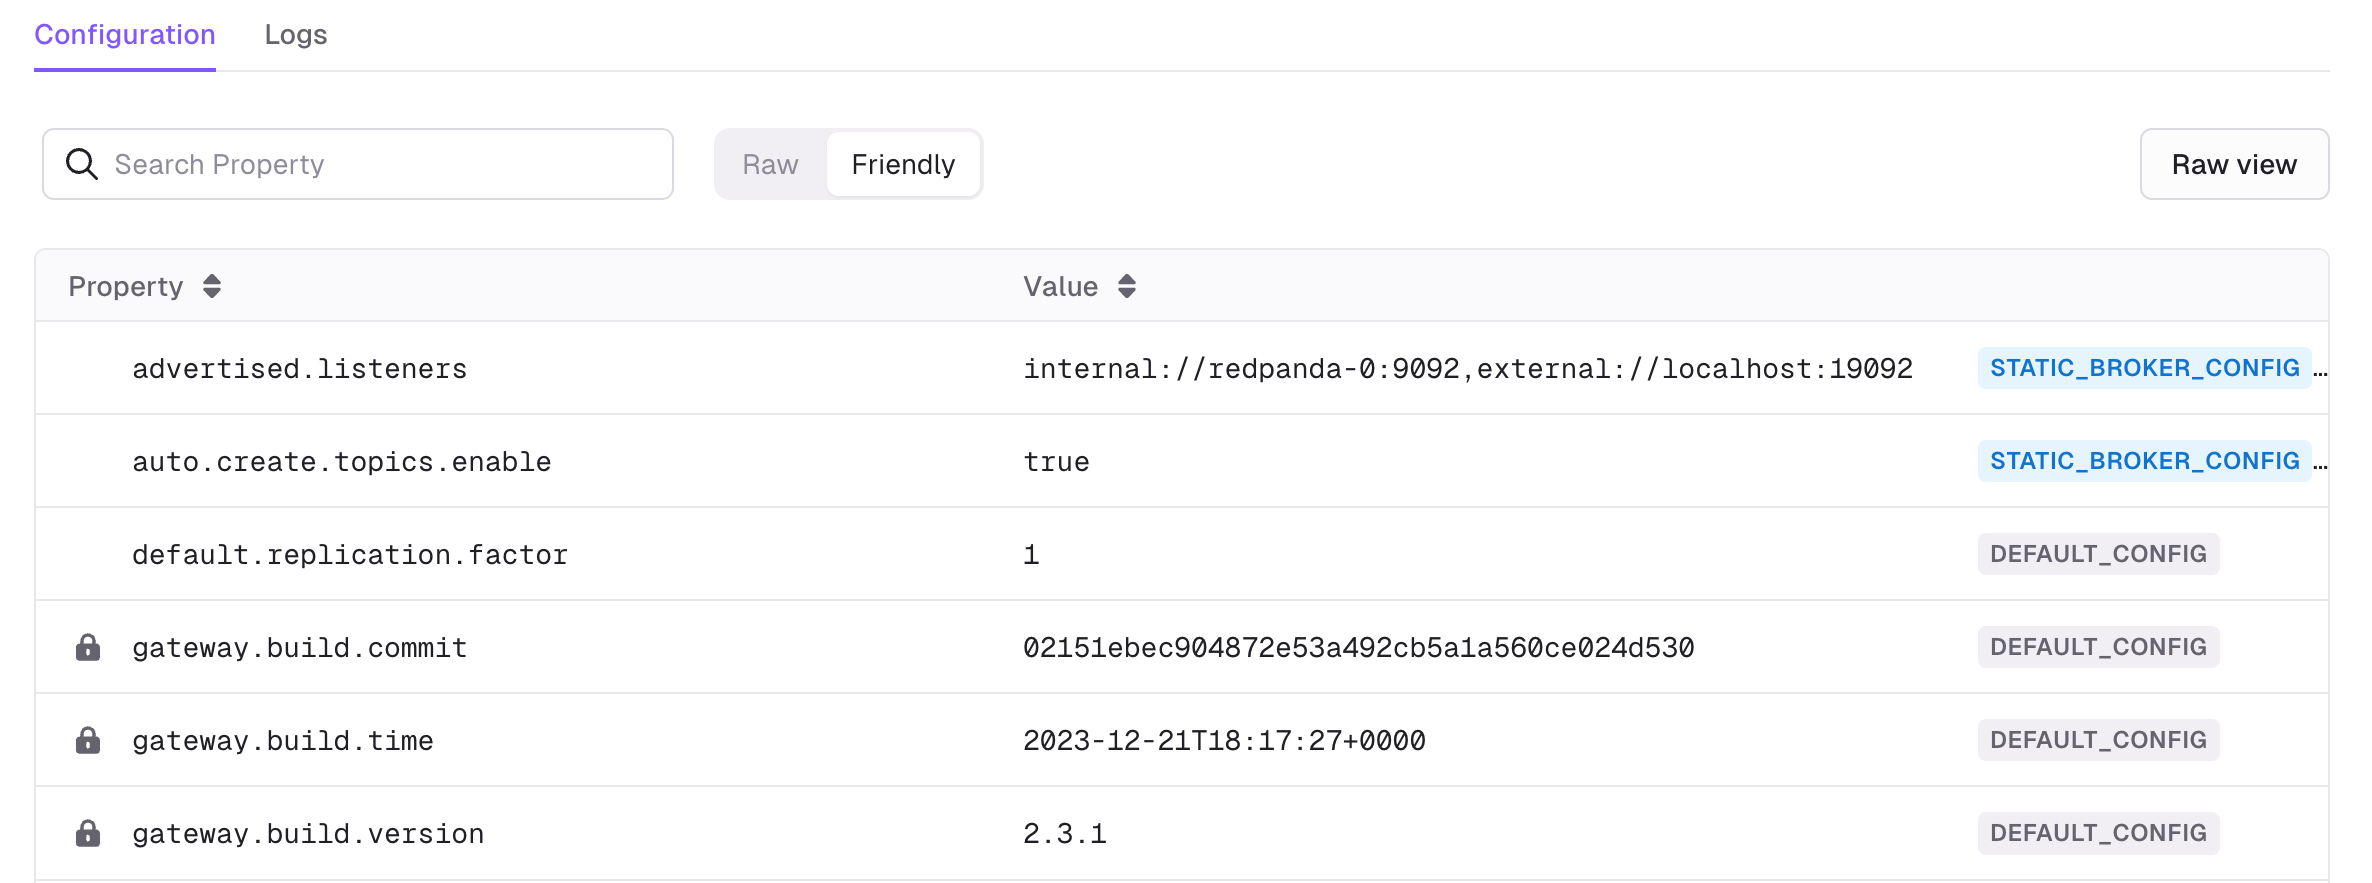 Configuration Logs
Search Property Raw Friendly Raw view
Property Value
advertised.listeners internal://redpanda-0:9092,external://localhost:19092 STATIC_BROKER_CONFIG ...
auto.create.topics.enable true STATIC_BROKER_CONFIG ...
default.replication.factor 1 DEFAULT_CONFIG
gateway.build.commit 02151ebec904872e53a492cb5a1a560ce024d530 DEFAULT_CONFIG
gateway.build.time 2023-12-21T18:17:27+0000 DEFAULT_CONFIG
gateway.build.version 2.3.1 DEFAULT_CONFIG